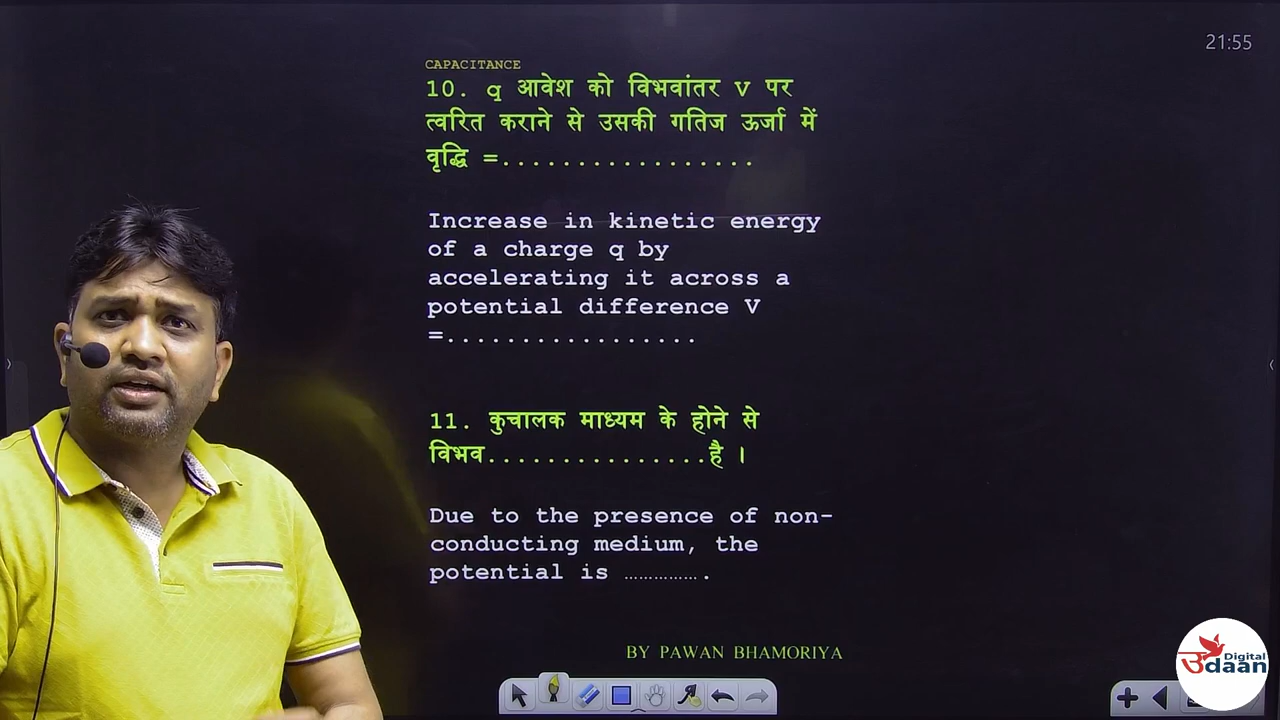 21:55
CAPACITANCE
10. q आवेश को विभवांतर V पर
त्वरित कराने से उसकी गतिज ऊर्जा में
वृद्धि =.................
Increase in kinetic energy
of a charge q by
accelerating it across a
potential difference V
=.................
11. कुचालक माध्यम के होने से
विभव...............है।
Due to the presence of non-
conducting medium, the
potential is …………….
BY PAWAN BHAMORIYA
Digital
उdaan